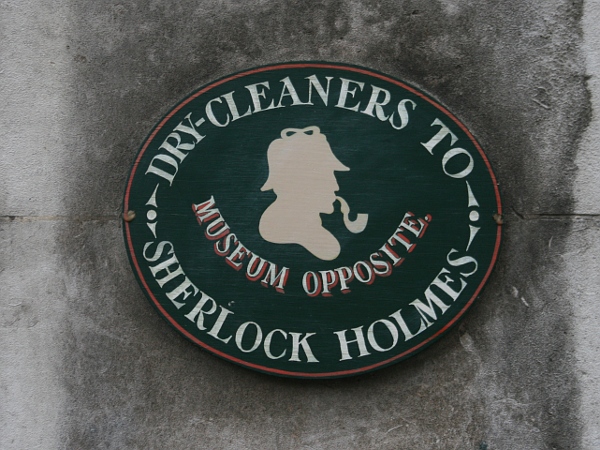 DRY-CLEANERS TO
MUSEUM OPPOSITE.
SHERLOCK HOLMES